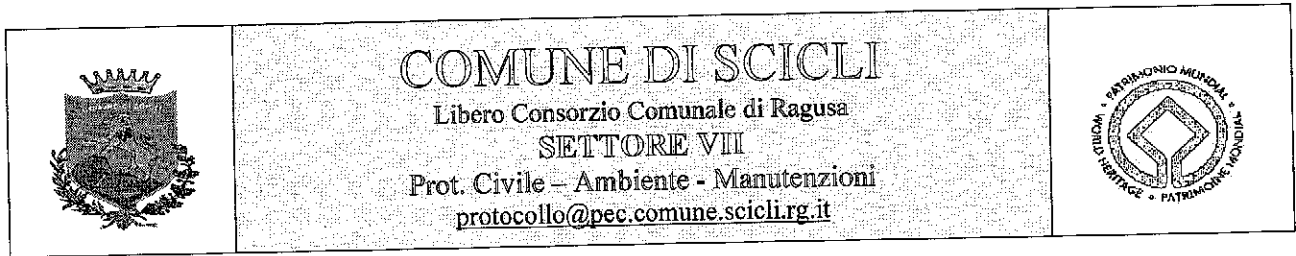 COMUNE DI SCICLI
Libero Consorzio Comunale di Ragusa
SETTORE VII
Prot. Civile – Ambiente - Manutenzioni
protocollo@pec.comune.scicli.rg.it
PATRIMONIO MUNDIAL • WORLD HERITAGE • PATRIMOINE MONDIAL •